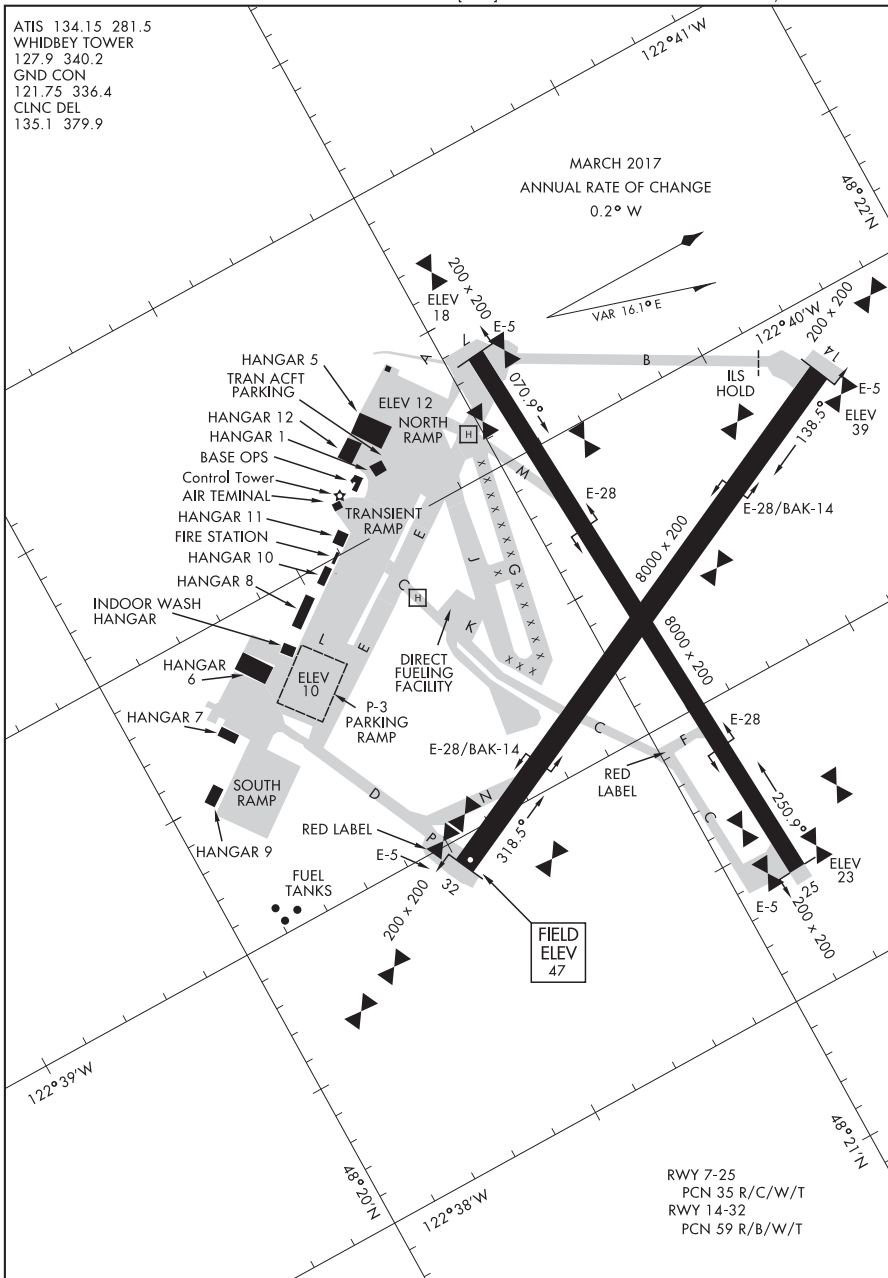 ATIS 134.15 281.5
WHIDBEY TOWER
127.9 340.2
GND CON
121.75 336.4
CLNC DEL
135.1 379.9
122°41'W
MARCH 2017
ANNUAL RATE OF CHANGE
0.2° W
48°22'N
VAR 16.1° E
200 x 200
ELEV
18
E-5
7
070.9°
A
B
122°40'W
200 x 200
14
ILS
HOLD
E-5
ELEV
39
138.5°
HANGAR 5
TRAN ACFT
PARKING
HANGAR 12
HANGAR 1
BASE OPS
Control Tower
AIR TEMINAL
HANGAR 11
FIRE STATION
HANGAR 10
HANGAR 8
INDOOR WASH
HANGAR
HANGAR
6
HANGAR 7
HANGAR 9
ELEV 12
NORTH
RAMP
H
M
E-28
E-28/BAK-14
TRANSIENT
RAMP
E
J
G
x x x x x x x x x x x x x x x x
8000 x 200
C
H
K
L
E
DIRECT
FUELING
FACILITY
ELEV
10
P-3
PARKING
RAMP
8000 x 200
E-28
E-28/BAK-14
C
F
RED
LABEL
SOUTH
RAMP
D
N
C
250.9°
RED LABEL
P
E-5
318.5°
32
200 x 200
FUEL
TANKS
ELEV
23
E-5
25
200 x 200
FIELD
ELEV
47
122°39'W
48°20'N
122°38'W
48°21'N
RWY 7-25
PCN 35 R/C/W/T
RWY 14-32
PCN 59 R/B/W/T